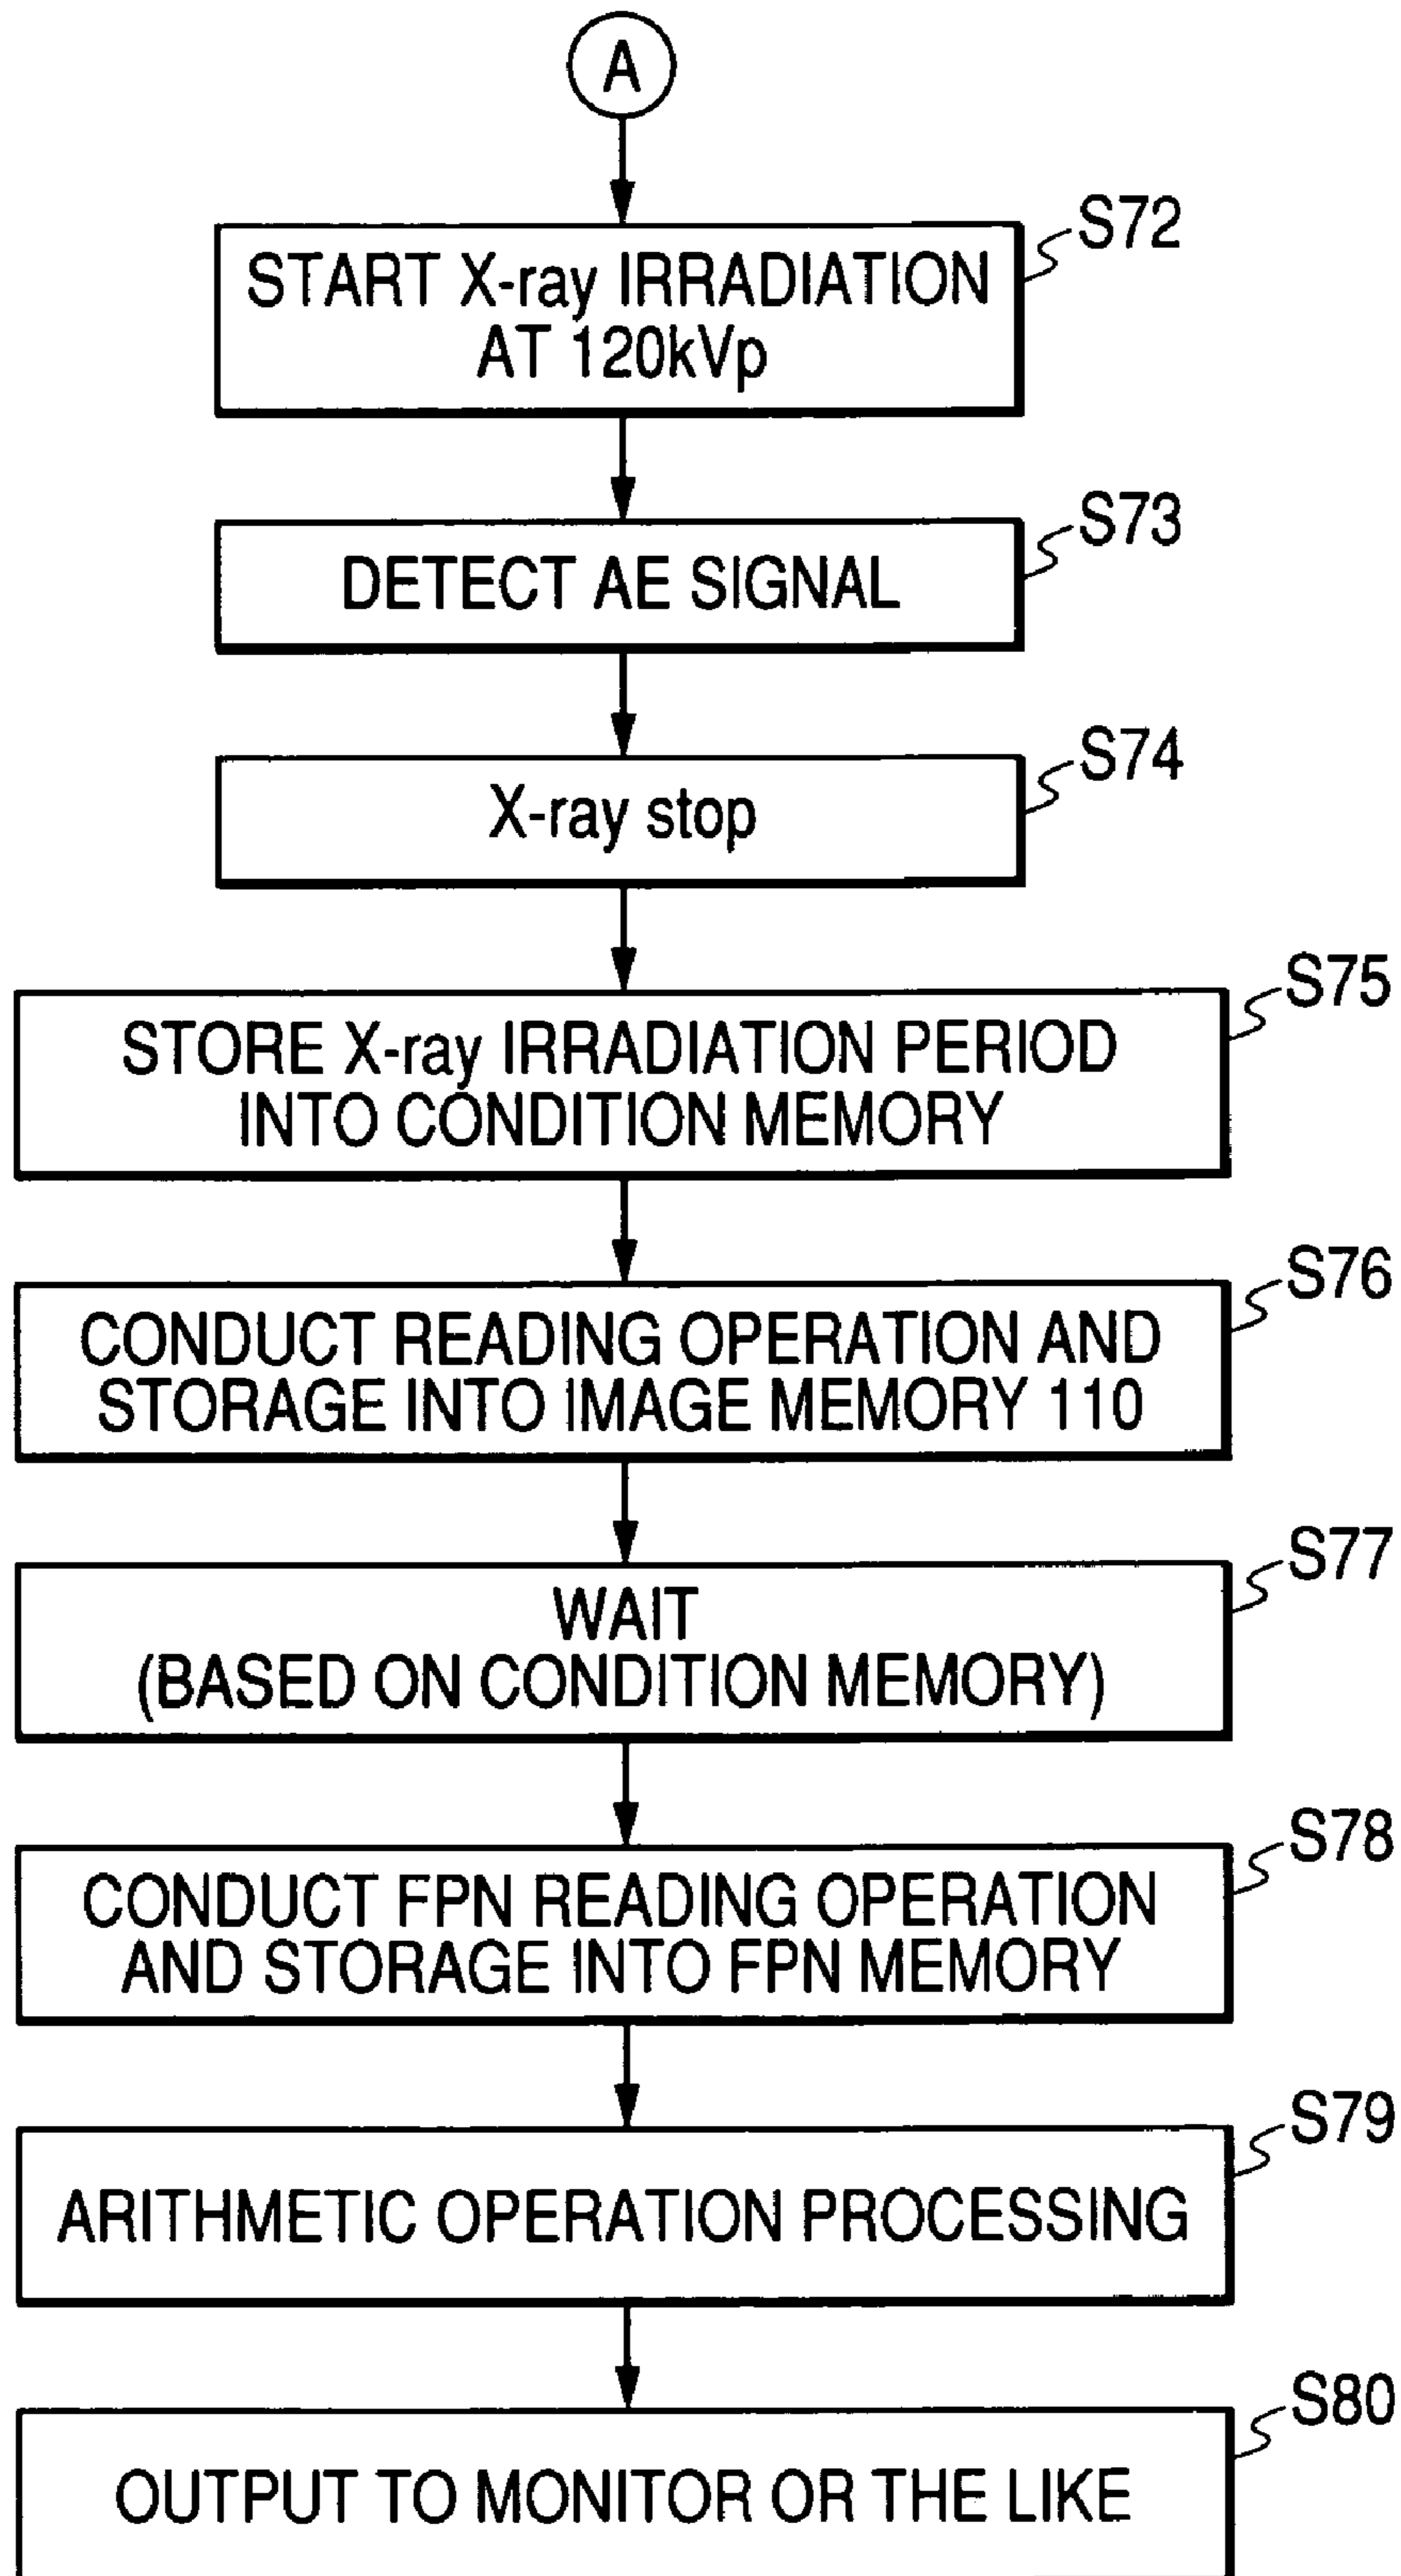 A
S72
START X-ray IRRADIATION
AT 120kVp
S73
DETECT AE SIGNAL
S74
X-ray stop
S75
STORE X-ray IRRADIATION PERIOD
INTO CONDITION MEMORY
S76
CONDUCT READING OPERATION AND
STORAGE INTO IMAGE MEMORY 110
S77
WAIT
(BASED ON CONDITION MEMORY)
S78
CONDUCT FPN READING OPERATION
AND STORAGE INTO FPN MEMORY
S79
ARITHMETIC OPERATION PROCESSING
S80
OUTPUT TO MONITOR OR THE LIKE